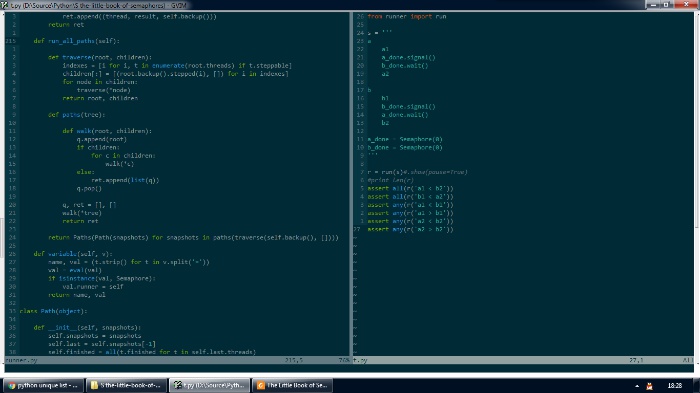 t.py (D:\Source\Python\5 the-little-book-of-semaphores) - GVIM
ret.append((thread, result, self.backup()))
return ret
def run_all_paths(self):
def traverse(root, children):
indexes = [i for i, t in enumerate(root.threads) if t.steppable]
children[:] = [(root.backup().stepped(i), []) for i in indexes]
for node in children:
traverse(*node)
return root, children
def paths(tree):
def walk(root, children):
q.append(root)
if children:
for c in children:
walk(*c)
else:
ret.append(list(q))
q.pop()
q, ret = [], []
walk(*tree)
return ret
return Paths(Path(snapshots) for snapshots in paths(traverse(self.backup(), [])))
def variable(self, v):
name, val = (t.strip() for t in v.split('='))
val = eval(val)
if isinstance(val, Semaphore):
val.runner = self
return name, val
class Path(object):
def __init__(self, snapshots):
self.snapshots = snapshots
self.last = self.snapshots[-1]
self.finished = all(t.finished for t in self.last.threads)
runner.py 215,5 76%
from runner import run
s = '''
a
a1
a_done.signal()
b_done.wait()
a2
b
b1
b_done.signal()
a_done.wait()
b2
a_done = Semaphore(0)
b_done = Semaphore(0)
'''
r = run(s)#.show(pause=True)
#print len(r)
assert all(r('a1 < b2'))
assert all(r('b1 < a2'))
assert any(r('a1 < b1'))
assert any(r('a1 > b1'))
assert any(r('a2 < b2'))
27 assert any(r('a2 > b2'))
t.py 27,1 All
python unique list - ...
5 the-little-book-of-...
t.py (D:\Source\Pyth...
The Little Book of Se...
18:28